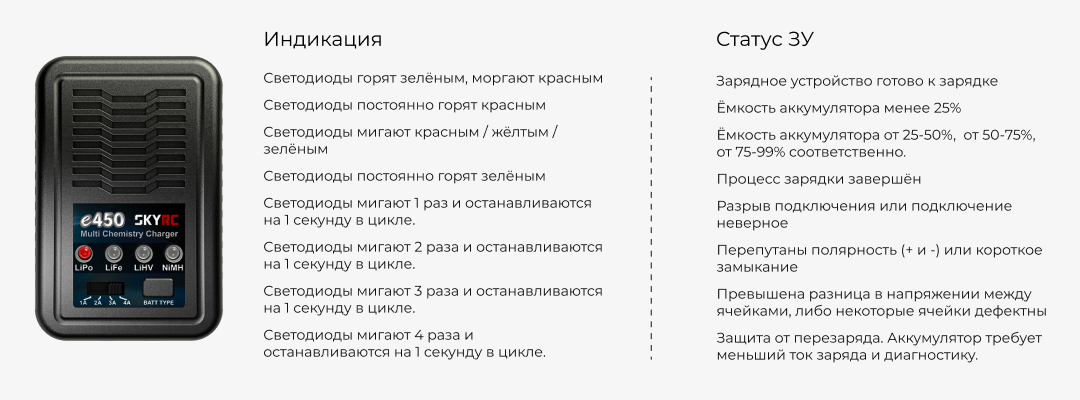 Индикация
Светодиоды горят зелёным, моргают красным
Светодиоды постоянно горят красным
Светодиоды мигают красным / жёлтым /
зелёным
Светодиоды постоянно горят зелёным
Светодиоды мигают 1 раз и останавливаются
на 1 секунду в цикле.
Светодиоды мигают 2 раза и останавливаются
на 1 секунду в цикле.
Светодиоды мигают 3 раза и останавливаются
на 1 секунду в цикле.
Светодиоды мигают 4 раза и
останавливаются на 1 секунду в цикле.
Статус ЗУ
Зарядное устройство готово к зарядке
Ёмкость аккумулятора менее 25%
Ёмкость аккумулятора от 25-50%, от 50-75%,
от 75-99% соответственно.
Процесс зарядки завершён
Разрыв подключения или подключение
неверное
Перепутаны полярность (+ и -) или короткое
замыкание
Превышена разница в напряжении между
ячейками, либо некоторые ячейки дефектны
Защита от перезаряда. Аккумулятор требует
меньший ток заряда и диагностику.
e450 SKYRC
Multi Chemistry Charger
LiPo LiFe LiHV NiMH
1A 2A 3A 4A BATT TYPE